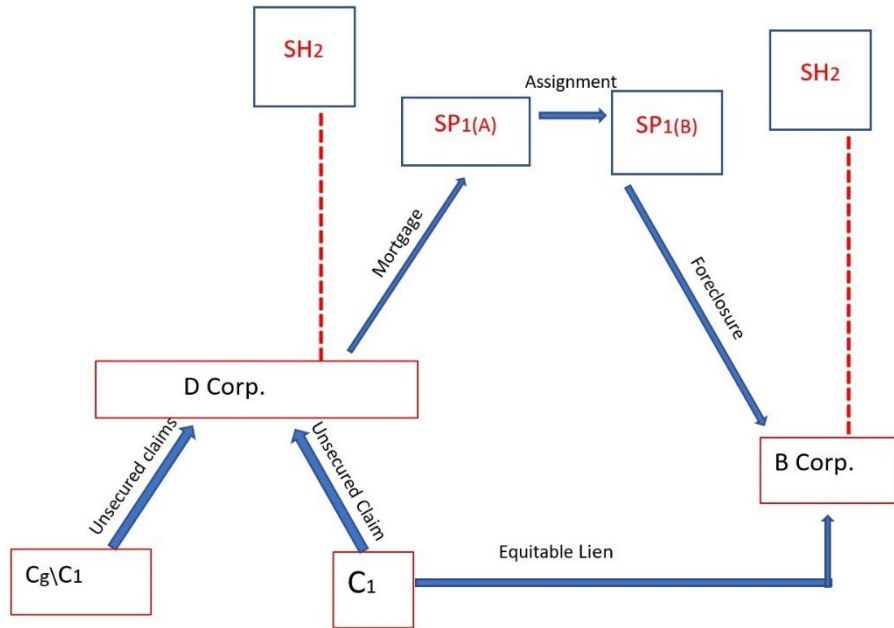 SH2
SH2
Assignment
SP1(A)
SP1(B)
Mortgage
Foreclosure
D Corp.
Unsecured claims
Unsecured Claim
B Corp.
Cg\C1
C1
Equitable Lien